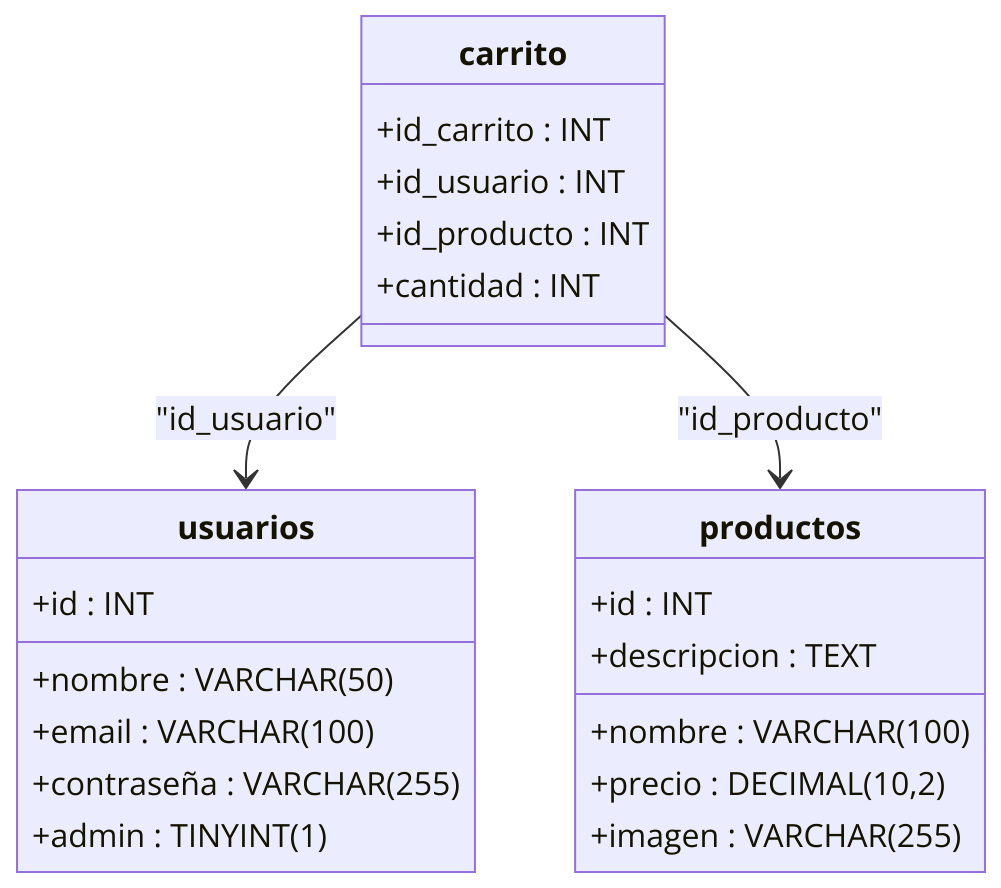 carrito
+id_carrito : INT
+id_usuario : INT
+id_producto : INT
+cantidad : INT
"id_usuario"
"id_producto"
usuarios
+id : INT
+nombre : VARCHAR(50)
+email : VARCHAR(100)
+contraseña : VARCHAR(255)
+admin : TINYINT(1)
productos
+id : INT
+descripcion : TEXT
+nombre : VARCHAR(100)
+precio : DECIMAL(10,2)
+imagen : VARCHAR(255)